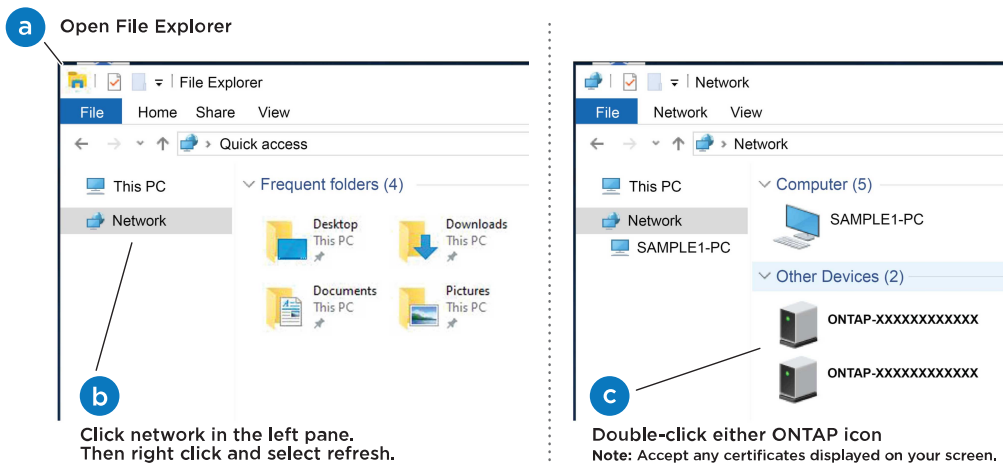 a Open File Explorer
File Explorer
File Home Share View
Quick access
This PC
Network
Frequent folders (4)
Desktop
This PC
Downloads
This PC
Documents
This PC
Pictures
This PC
b
Click network in the left pane.
Then right click and select refresh.
Network
File Network View
Network
This PC
Network
SAMPLE1-PC
Computer (5)
SAMPLE1-PC
Other Devices (2)
ONTAP-XXXXXXXXXXXX
ONTAP-XXXXXXXXXXXX
c
Double-click either ONTAP icon
Note: Accept any certificates displayed on your screen.